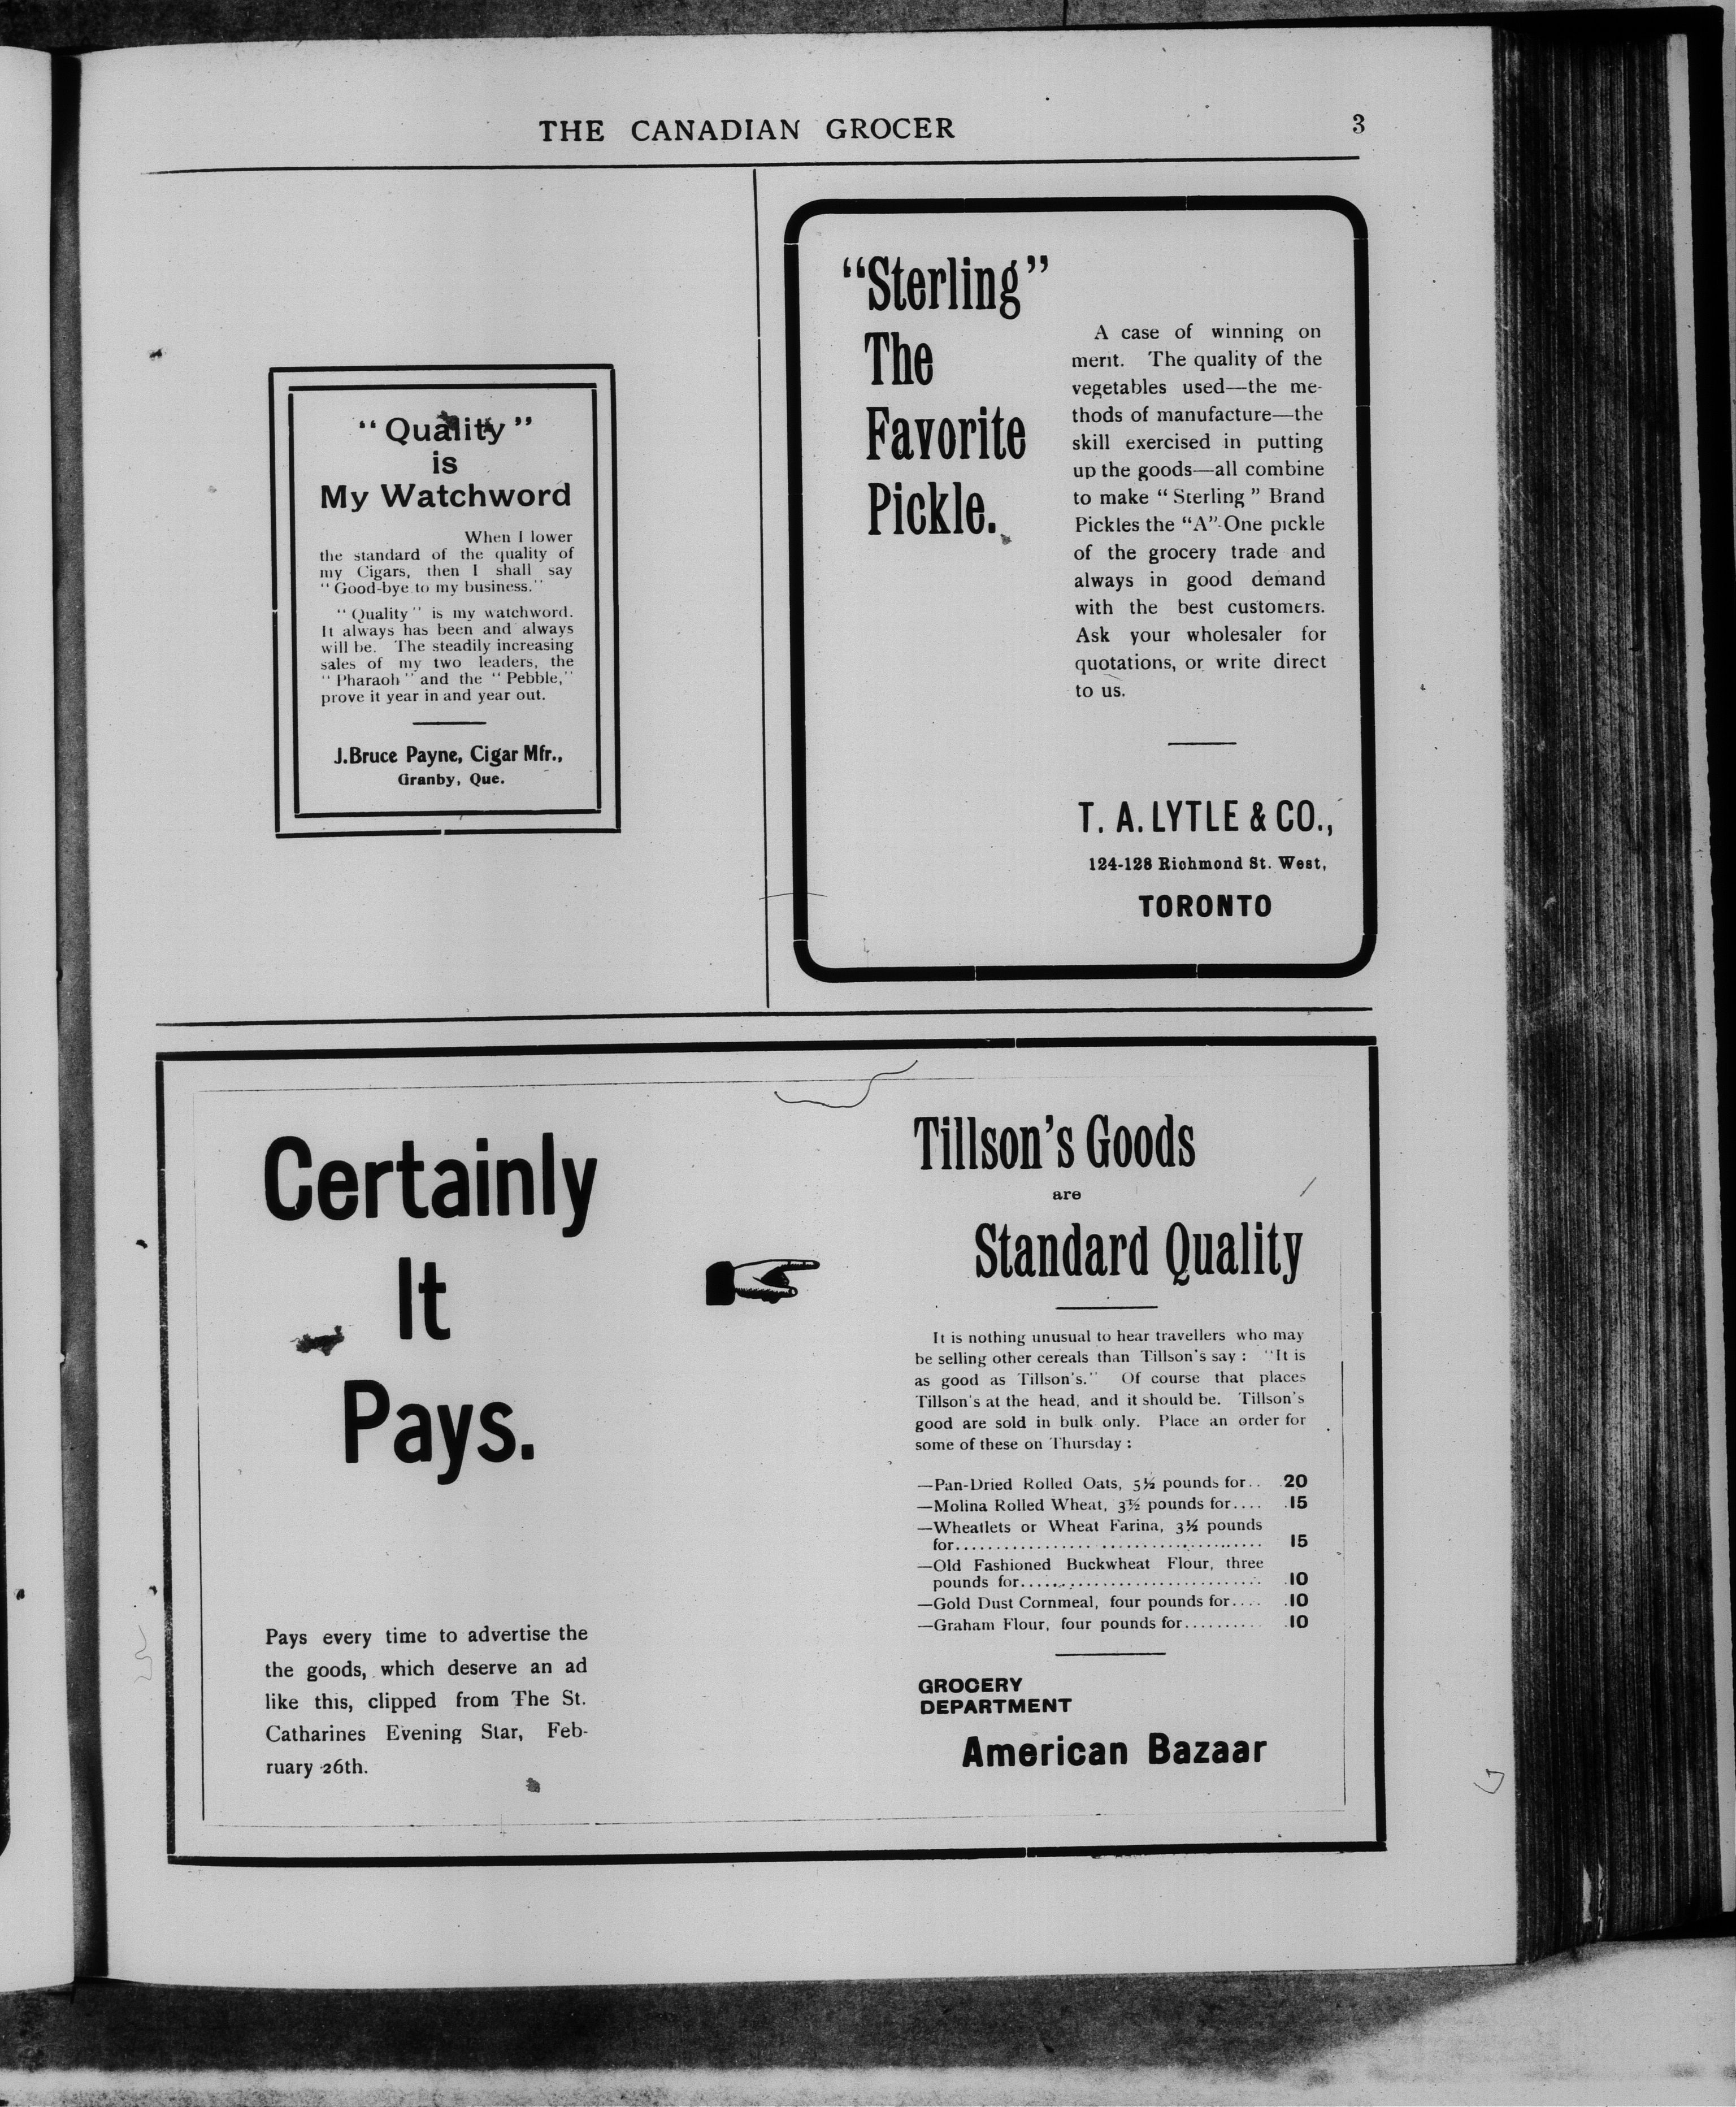 THE CANADIAN GROCER
3
"Quality"
is
My Watchword
When I lower
the standard of the quality of
my Cigars, then I shall say
"Good-bye to my business."
"Quality" is my watchword.
It always has been and always
will be. The steadily increasing
sales of my two leaders, the
"Pharaoh" and the "Pebble,"
prove it year in and year out.
J. Bruce Payne, Cigar Mfr.,
Granby, Que.
"Sterling"
The
Favorite
Pickle.
A case of winning on
merit. The quality of the
vegetables used—the me-
thods of manufacture—the
skill exercised in putting
up the goods—all combine
to make "Sterling" Brand
Pickles the "A"-One pickle
of the grocery trade and
always in good demand
with the best customers.
Ask your wholesaler for
quotations, or write direct
to us.
T. A. LYTLE & CO.,
124-128 Richmond St. West,
TORONTO
Certainly
It
Pays.
Pays every time to advertise the
the goods, which deserve an ad
like this, clipped from The St.
Catharines Evening Star, Feb-
ruary 26th.
Tillson's Goods
are
Standard Quality
It is nothing unusual to hear travellers who may
be selling other cereals than Tillson's say: "It is
as good as Tillson's." Of course that places
Tillson's at the head, and it should be. Tillson's
good are sold in bulk only. Place an order for
some of these on Thursday:
—Pan-Dried Rolled Oats, 5½ pounds for.. .20
—Molina Rolled Wheat, 3½ pounds for.... .15
—Wheatlets or Wheat Farina, 3½ pounds
for........................................ 15
—Old Fashioned Buckwheat Flour, three
pounds for.............................. .10
—Gold Dust Cornmeal, four pounds for.... .10
—Graham Flour, four pounds for.......... .10
GROCERY
DEPARTMENT
American Bazaar